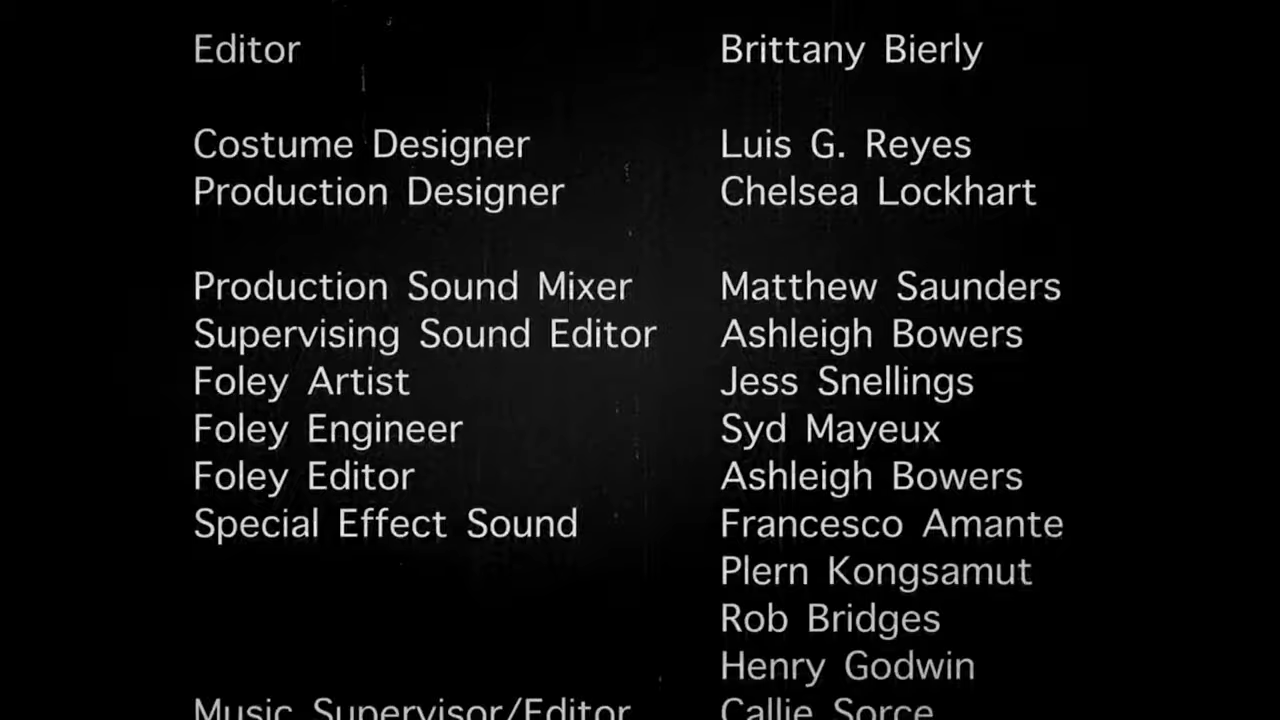 Editor Brittany Bierly
Costume Designer Luis G. Reyes
Production Designer Chelsea Lockhart
Production Sound Mixer Matthew Saunders
Supervising Sound Editor Ashleigh Bowers
Foley Artist Jess Snellings
Foley Engineer Syd Mayeux
Foley Editor Ashleigh Bowers
Special Effect Sound Francesco Amante
Plern Kongsamut
Rob Bridges
Henry Godwin
Music Supervisor/Editor Callie Sorce